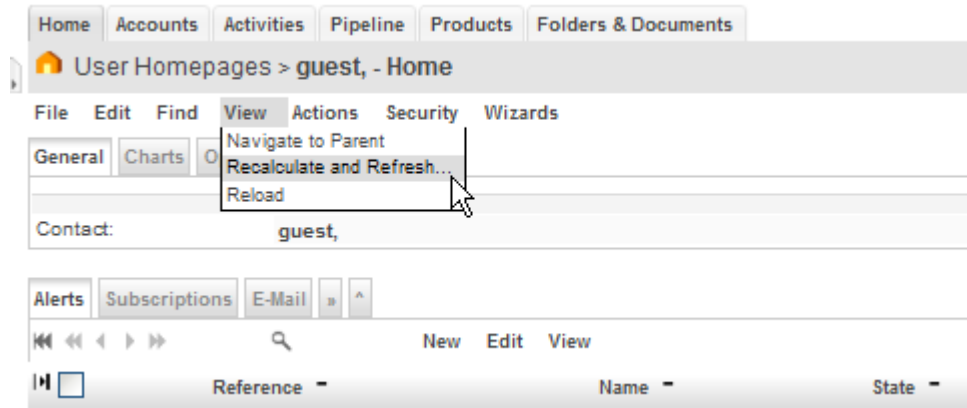 Home Accounts Activities Pipeline Products Folders & Documents
User Homepages > guest, - Home
File Edit Find View Actions Security Wizards
Navigate to Parent
General Charts O
Recalculate and Refresh...
Reload
Contact: guest,
Alerts Subscriptions E-Mail » ^
New Edit View
Reference Name State